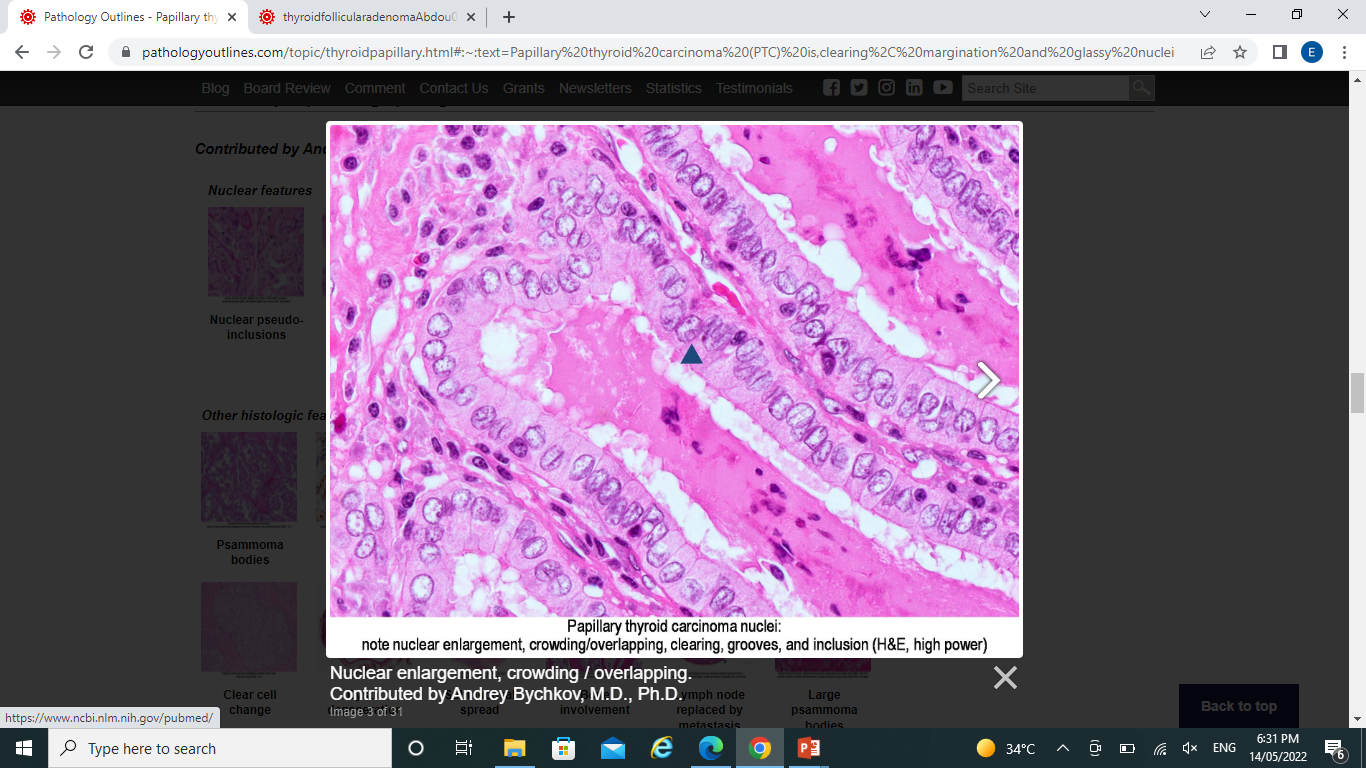 Pathology Outlines - Papillary thy
thyroidfollicularadenomaAbdou0
pathologyoutlines.com/topic/thyroidpapillary.html#:~:text=Papillary%20thyroid%20carcinoma%20(PTC)%20is,clearing%2C%20margination%20and%20glassy%20nuclei
E
Blog Board Review Comment Contact Us Grants Newsletters Statistics Testimonials
Search Site
Contributed by And
Nuclear features
Nuclear pseudo-
inclusions
Other histologic fea
Psammoma
bodies
Papillary thyroid carcinoma nuclei:
note nuclear enlargement, crowding/overlapping, clearing, grooves, and inclusion (H&E, high power)
Nuclear enlargement, crowding / overlapping.
Contributed by Andrey Bychkov, M.D., Ph.D.
Image 3 of 31
Clear cell
change
spread
involvement
Lymph node
replaced by
metastasis
Large
psammoma
bodies
Back to top
https://www.ncbi.nlm.nih.gov/pubmed/
Type here to search
34°C
ENG
6:31 PM
14/05/2022
6